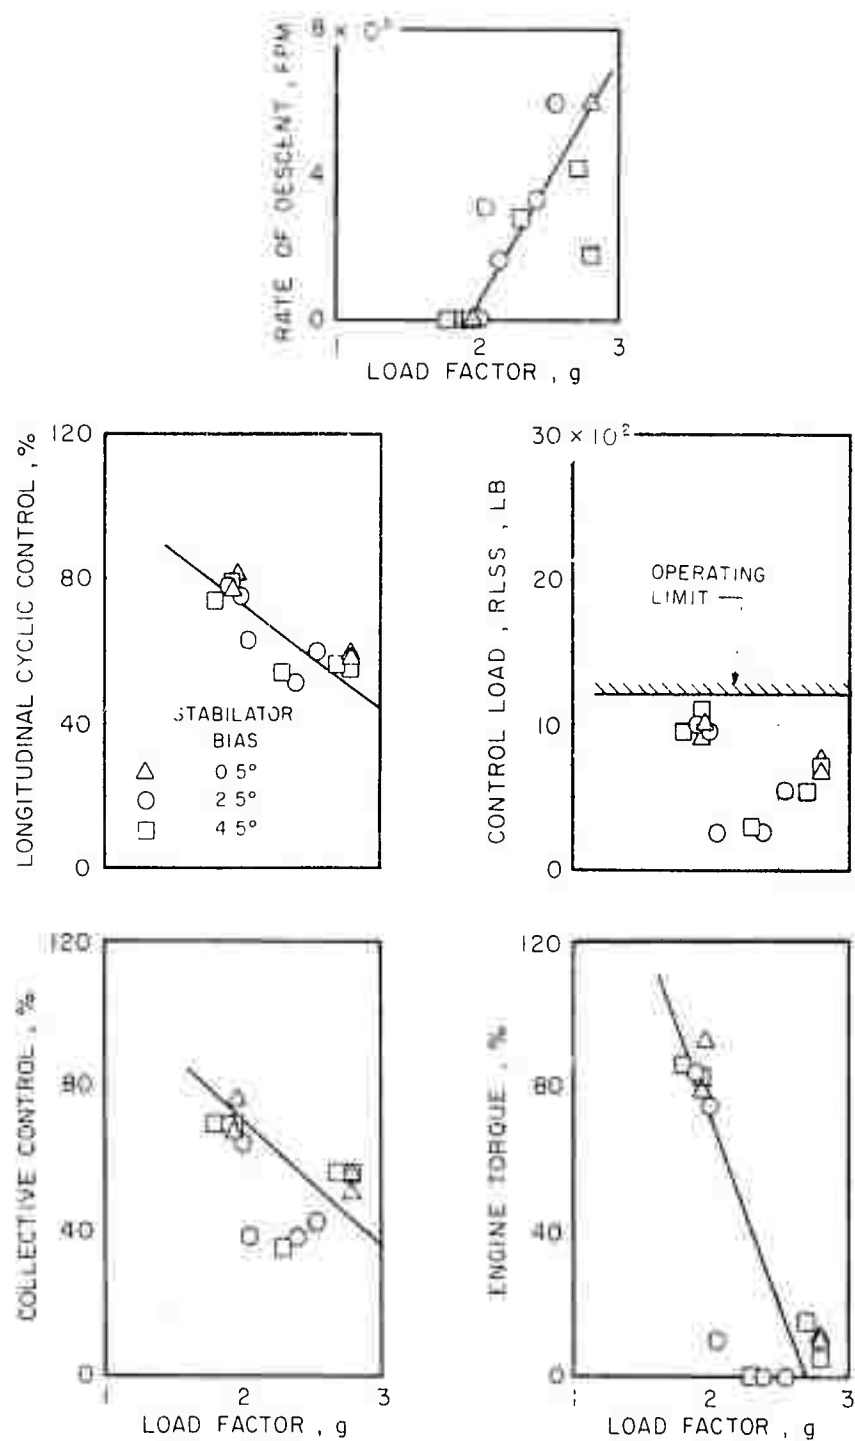 8 × 10³
RATE OF DESCENT , FPM
4
0
1 2 3
LOAD FACTOR , g
120
LONGITUDINAL CYCLIC CONTROL , %
80
40
0
STABILATOR
BIAS
0 5°
2 5°
4 5°
30 × 10²
CONTROL LOAD , RLSS , LB
20
OPERATING
LIMIT
10
0
120
COLLECTIVE CONTROL , %
80
40
0
1 2 3
LOAD FACTOR , g
120
ENGINE TORQUE , %
80
40
0
1 2 3
LOAD FACTOR , g